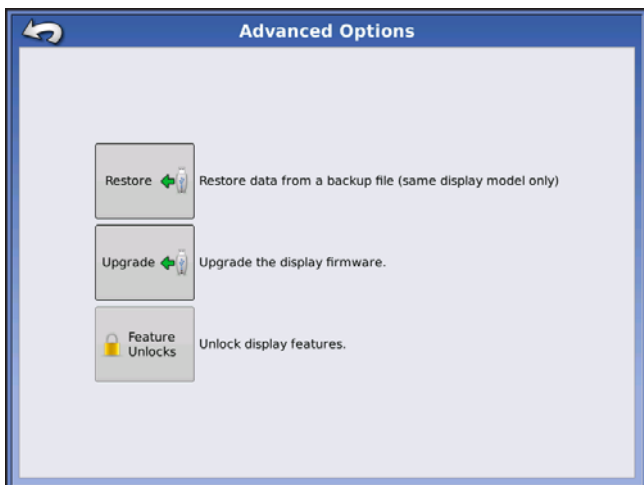 Advanced Options
Restore
Restore data from a backup file (same display model only)
Upgrade
Upgrade the display firmware.
Feature
Unlocks
Unlock display features.